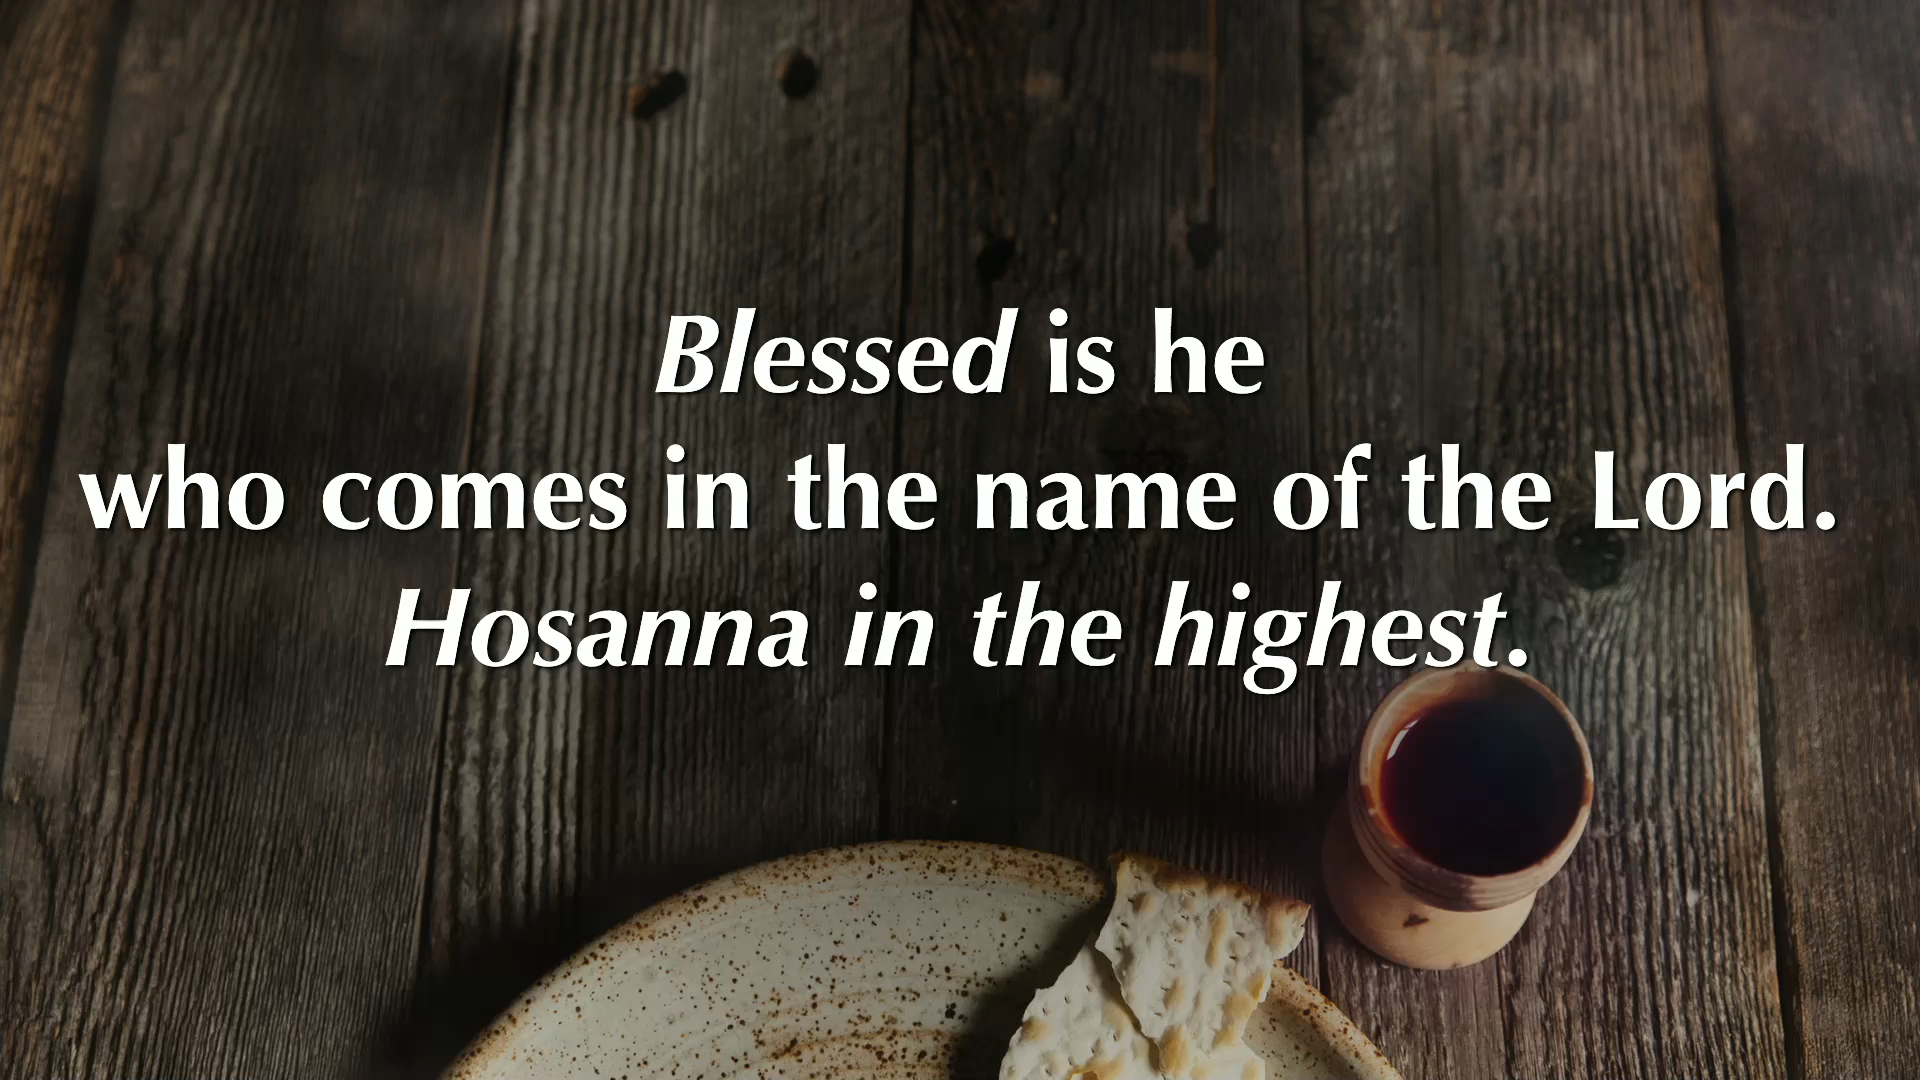 Blessed is he
who comes in the name of the Lord.
Hosanna in the highest.